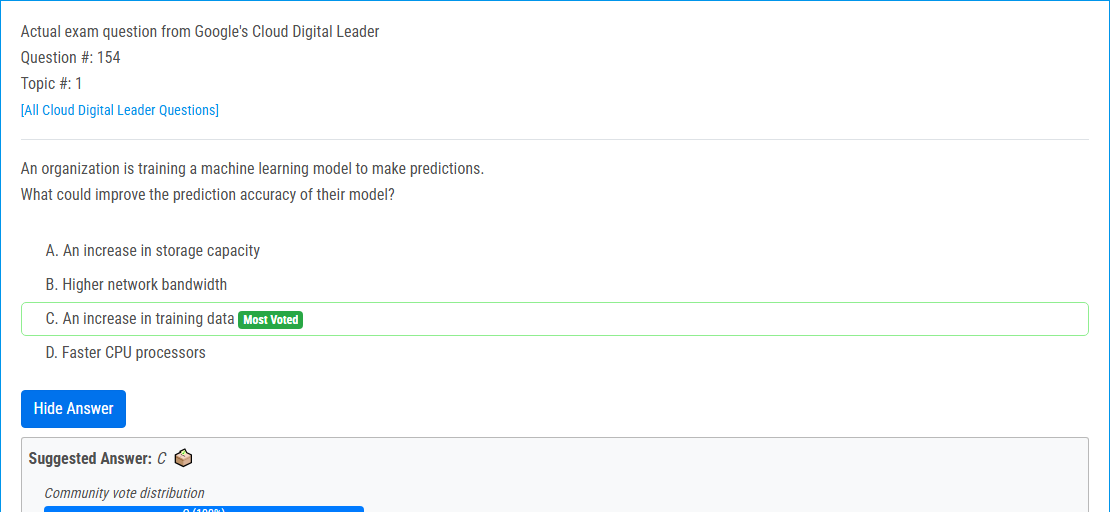 Actual exam question from Google's Cloud Digital Leader
Question #: 154
Topic #: 1
[All Cloud Digital Leader Questions]
An organization is training a machine learning model to make predictions.
What could improve the prediction accuracy of their model?
A. An increase in storage capacity
B. Higher network bandwidth
C. An increase in training data Most Voted
D. Faster CPU processors
Hide Answer
Suggested Answer: C
Community vote distribution
C (100%)